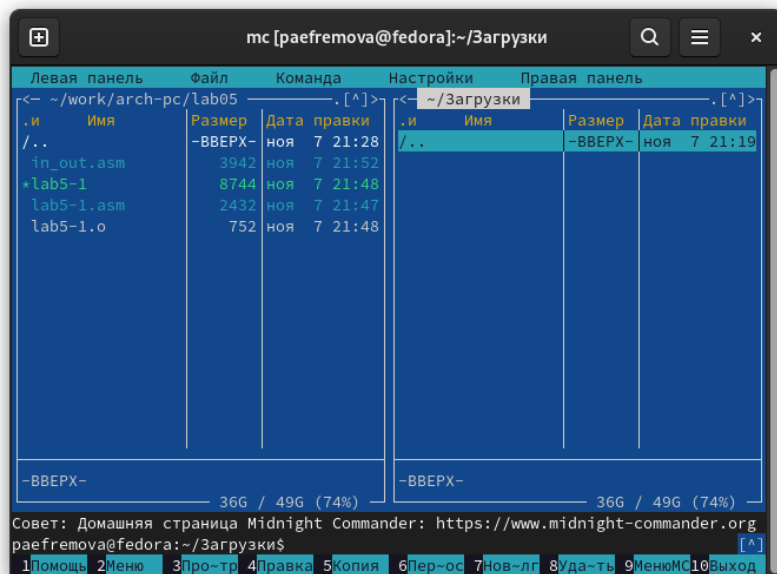 mc [paefremova@fedora]:~/Загрузки
Левая панель Файл Команда Настройки Правая панель
<— ~/work/arch-pc/lab05 .[^]> <— ~/Загрузки .[^]>
.и Имя Размер Дата правки .и Имя Размер Дата правки
/.. -ВВЕРХ- ноя 7 21:28 /.. -ВВЕРХ- ноя 7 21:19
in_out.asm 3942 ноя 7 21:52
*lab5-1 8744 ноя 7 21:48
lab5-1.asm 2432 ноя 7 21:47
lab5-1.o 752 ноя 7 21:48
-ВВЕРХ- -ВВЕРХ-
36G / 49G (74%) 36G / 49G (74%)
Совет: Домашняя страница Midnight Commander: https://www.midnight-commander.org
paefremova@fedora:~/Загрузки$ [^]
1Помощь 2Меню 3Про~тр 4Правка 5Копия 6Пер~ос 7Нов~лг 8Уда~ть 9МенюМС 10Выход